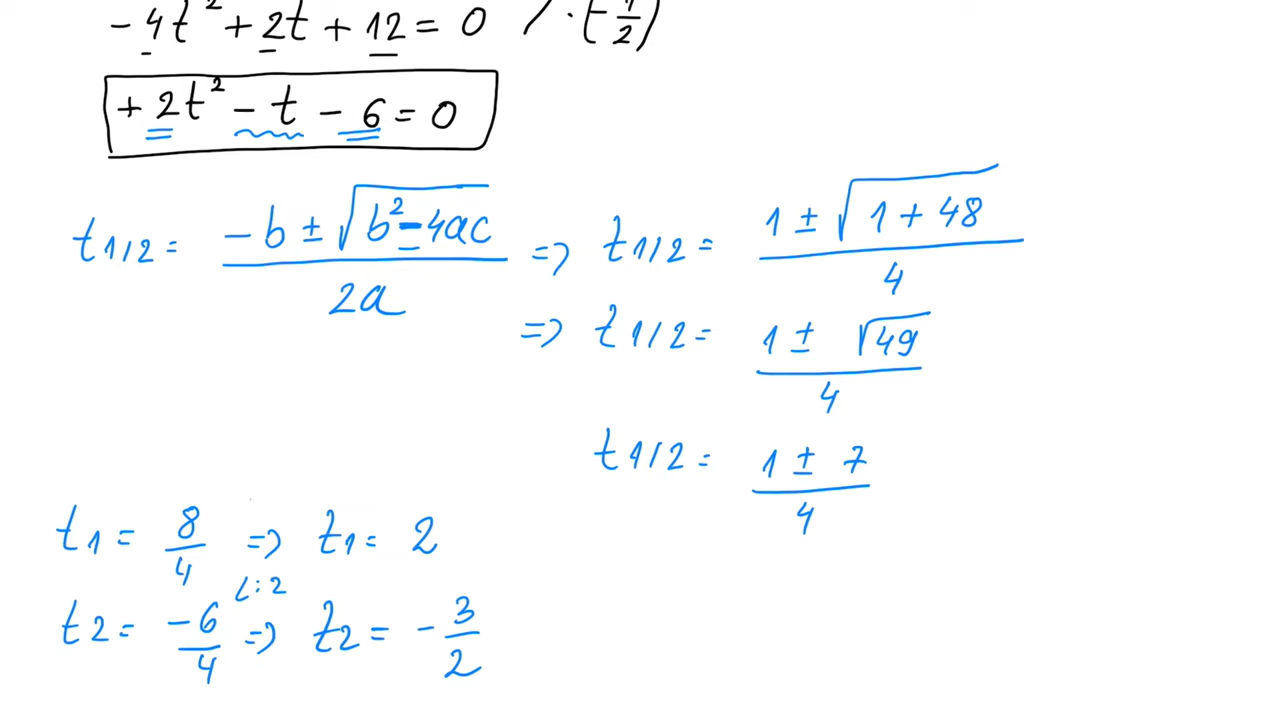 -4t² + 2t + 12 = 0 / · (-1/2)
+2t² - t - 6 = 0
t1/2 = (-b ± √(b² - 4ac)) / 2a => t1/2 = (1 ± √(1 + 48)) / 4
=> t1/2 = (1 ± √49) / 4
t1/2 = (1 ± 7) / 4
t1 = 8/4 => t1 = 2
L:2
t2 = -6/4 => t2 = -3/2